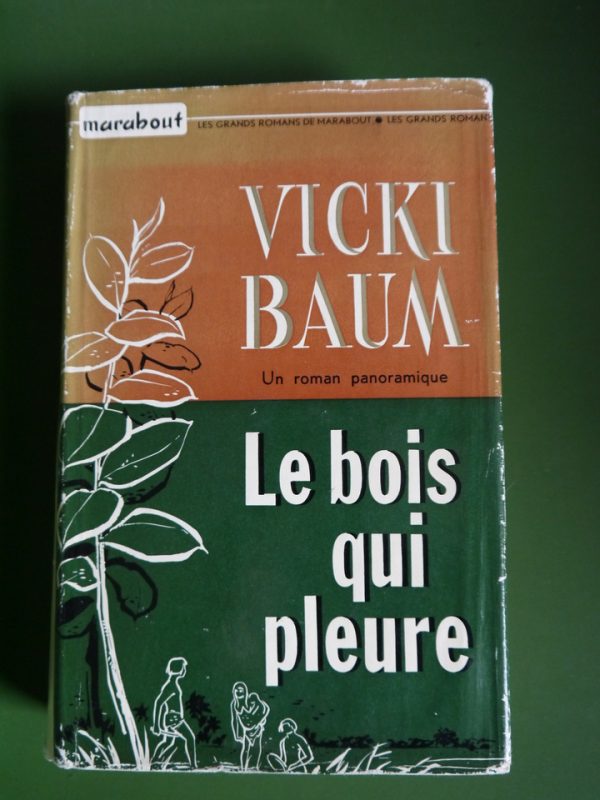 marabout LES GRANDS ROMANS DE MARABOUT ● LES GRANDS ROMANS
VICKI
BAUM
Un roman panoramique
Le bois
qui
pleure